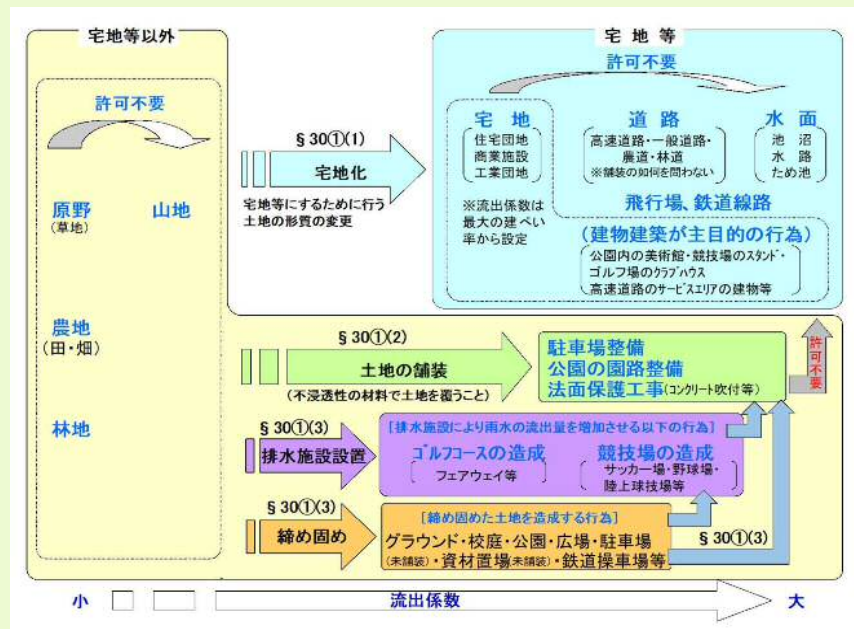 宅地等以外
許可不要
原野
(草地)
山地
農地
(田・畑)
林地
§30①(1)
宅地化
宅地等にするために行う
土地の形質の変更
宅地等
許可不要
宅地
住宅団地
商業施設
工業団地
※流出係数は
最大の建ぺい
率から設定
道路
高速道路・一般道路・
農道・林道
※舗装の如何を問わない
水面
池沼
水路
ため池
飛行場、鉄道線路
(建物建築が主目的の行為)
公園内の美術館・競技場のスタンド・
ゴルフ場のクラブハウス
高速道路のサービスエリアの建物等
§30①(2)
土地の舗装
(不浸透性の材料で土地を覆うこと)
駐車場整備
公園の園路整備
法面保護工事(コンクリート吹付等)
許可不要
§30①(3)
排水施設設置
[排水施設により雨水の流出量を増加させる以下の行為]
ゴルフコースの造成
フェアウェイ等
競技場の造成
サッカー場・野球場・
陸上球技場等
§30①(3)
締め固め
[締め固めた土地を造成する行為]
グラウンド・校庭・公園・広場・駐車場
(未舗装)・資材置場(未舗装)・鉄道操車場等
§30①(3)
小
流出係数
大